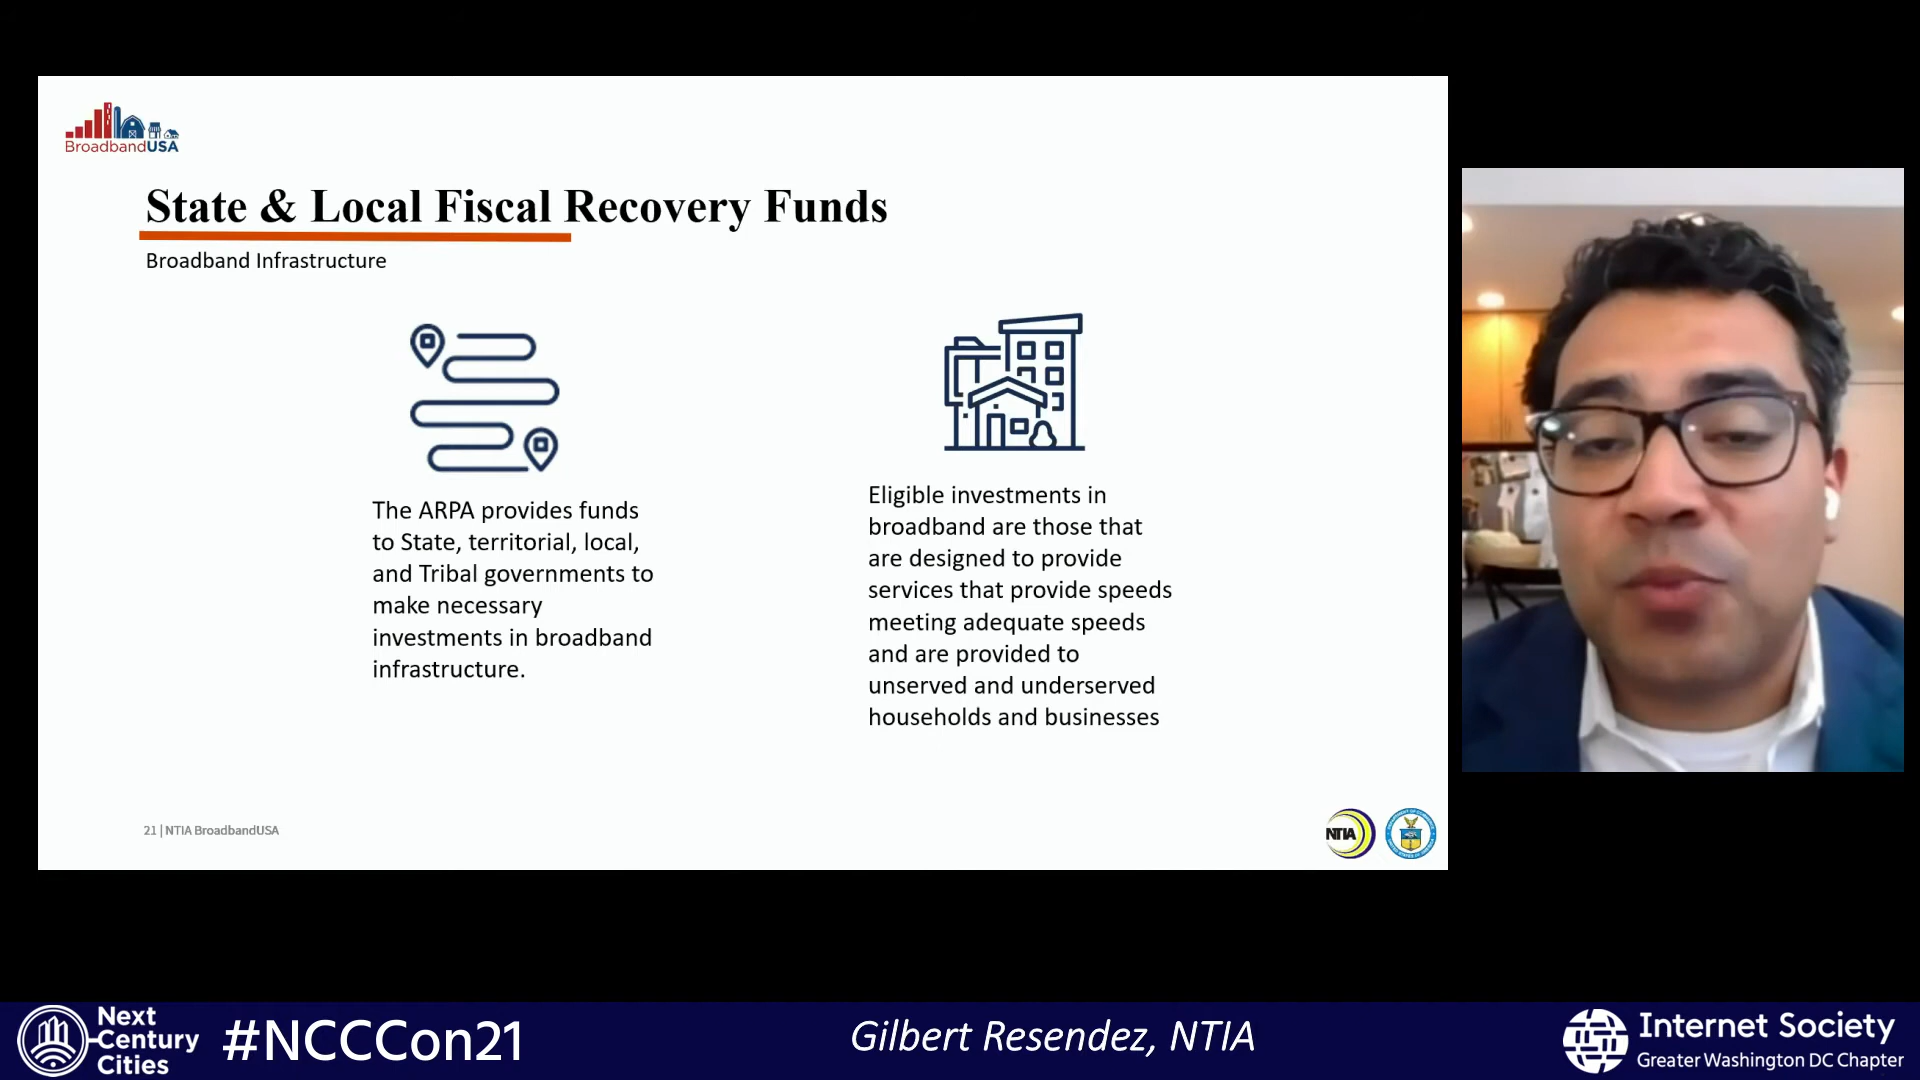 BroadbandUSA
State & Local Fiscal Recovery Funds
Broadband Infrastructure
The ARPA provides funds
to State, territorial, local,
and Tribal governments to
make necessary
investments in broadband
infrastructure.
Eligible investments in
broadband are those that
are designed to provide
services that provide speeds
meeting adequate speeds
and are provided to
unserved and underserved
households and businesses
21 | NTIA BroadbandUSA
NTIA
Next
Century
Cities
#NCCCon21
Gilbert Resendez, NTIA
Internet Society
Greater Washington DC Chapter